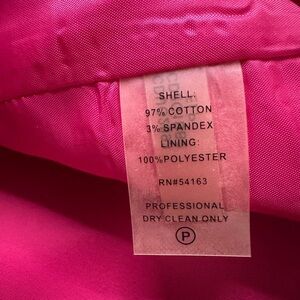 SHELL:
97% COTTON
3% SPANDEX
LINING:
100%POLYESTER
RN#54163
PROFESSIONAL
DRY CLEAN ONLY
P